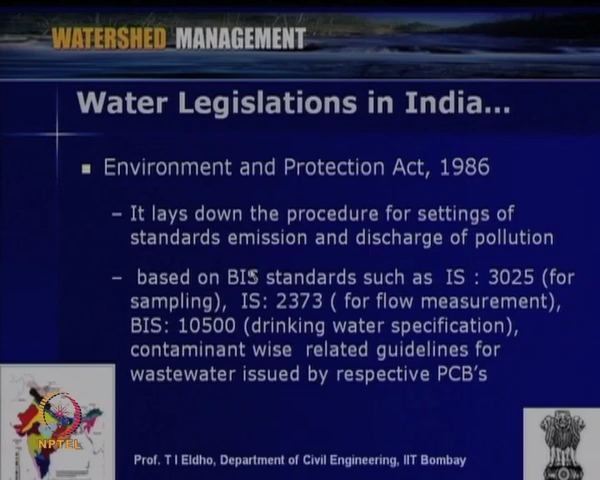 WATERSHED MANAGEMENT
Water Legislations in India...
Environment and Protection Act, 1986
– It lays down the procedure for settings of
standards emission and discharge of pollution
– based on BIS standards such as IS : 3025 (for
sampling), IS: 2373 ( for flow measurement),
BIS: 10500 (drinking water specification),
contaminant wise related guidelines for
wastewater issued by respective PCB's
NPTEL
Prof. T I Eldho, Department of Civil Engineering, IIT Bombay